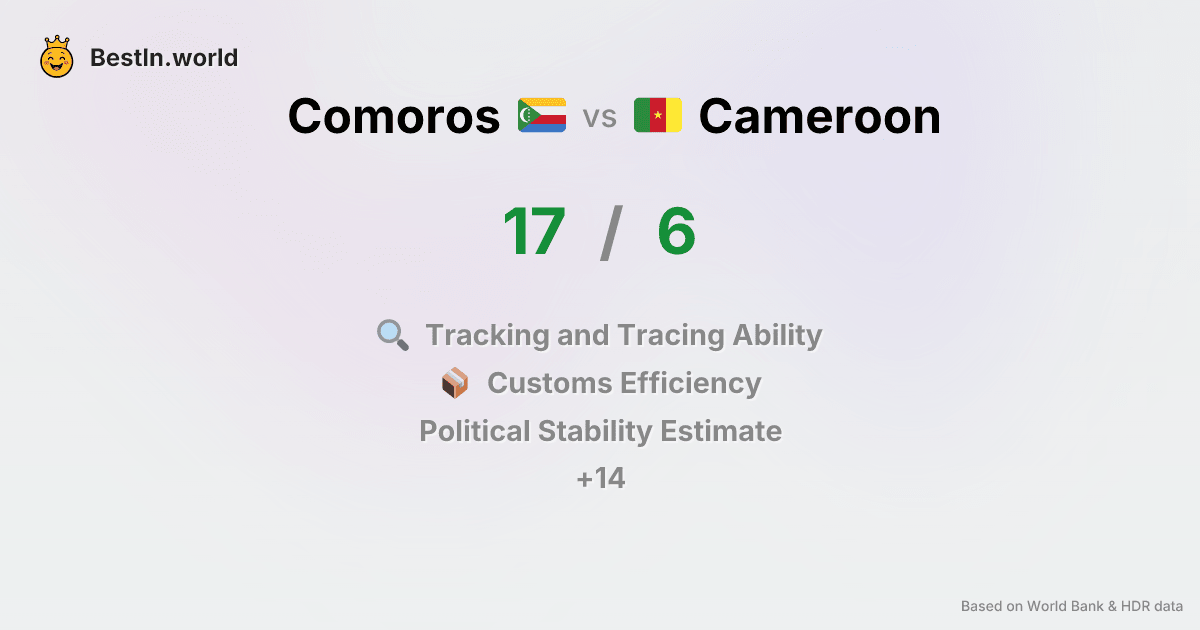 BestIn.world
Comoros vs Cameroon
17 / 6
Tracking and Tracing Ability
Customs Efficiency
Political Stability Estimate
+14
Based on World Bank & HDR data